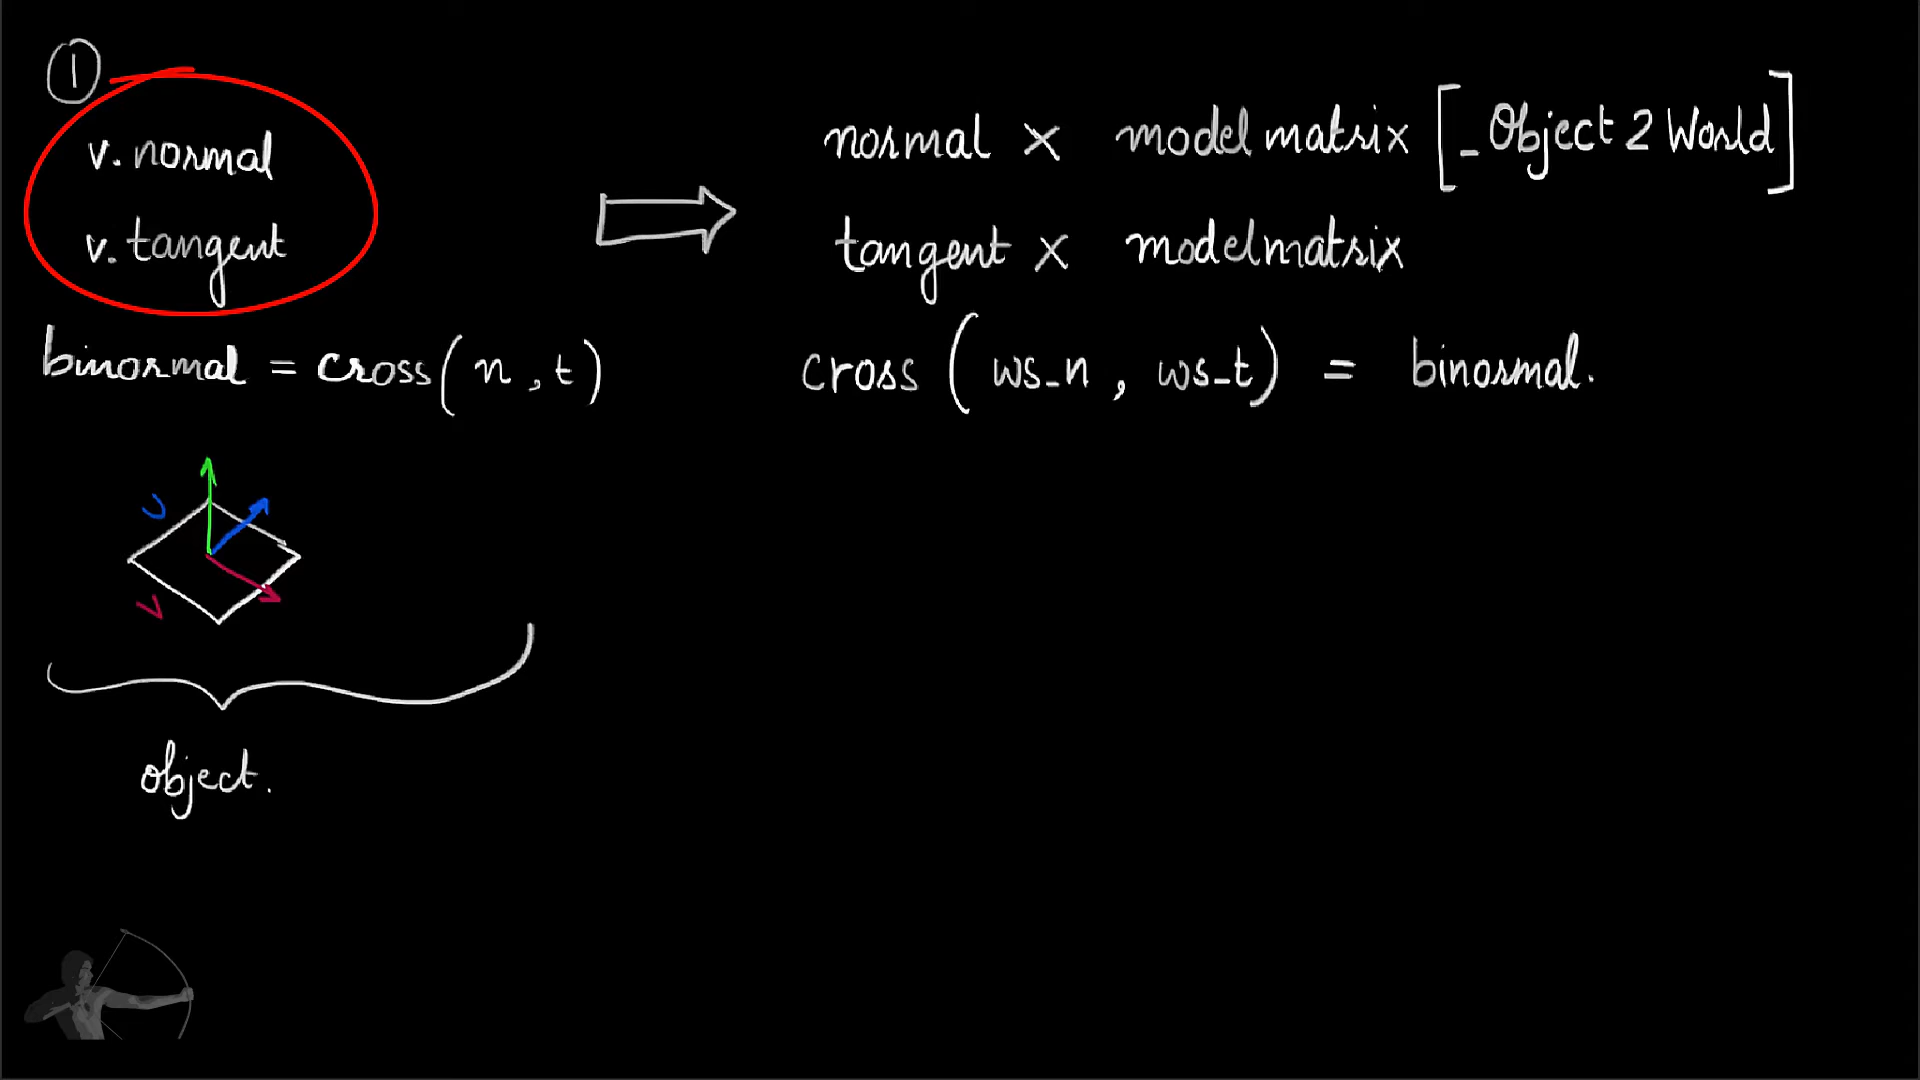 1
v. normal
v. tangent
binormal = cross ( n , t )
normal x model matrix [ _Object 2 World ]
tangent x modelmatrix
cross ( ws_n , ws_t ) = binormal.
U
V
object.